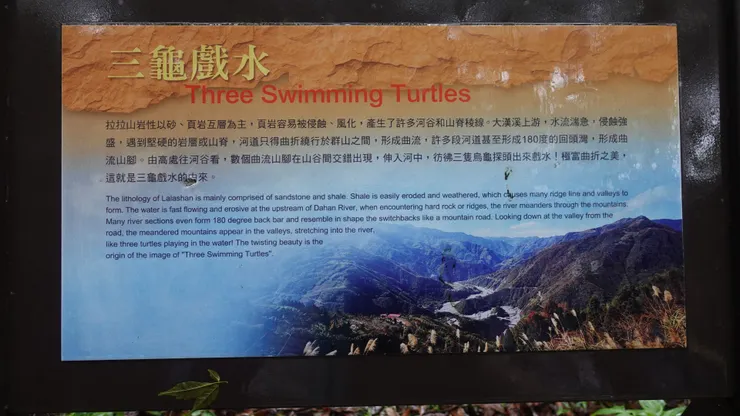 三龜戲水
Three Swimming Turtles
拉拉山岩性以砂、頁岩互層為主，頁岩容易被侵蝕、風化，產生了許多河谷和山脊稜線。大漢溪上游，水流湍急，侵蝕強
盛，遇到堅硬的岩層或山脊，河道只得曲折繞行於群山之間，形成曲流，許多段河道甚至形成180度的回頭灣，形成曲
流山腳。由高處往河谷看，數個曲流山腳在山谷間交錯出現，伸入河中，彷彿三隻烏龜探頭出來戲水！極富曲折之美，
這就是三龜戲水的由來。
The lithology of Lalashan is mainly comprised of sandstone and shale. Shale is easily eroded and weathered, which causes many ridge line and valleys to
form. The water is fast flowing and erosive at the upstream of Dahan River, when encountering hard rock or ridges, the river meanders through the mountains.
Many river sections even form 180 degree back bar and resemble in shape the switchbacks like a mountain road. Looking down at the valley from the
road, the meandered mountains appear in the valleys, stretching into the river,
like three turtles playing in the water! The twisting beauty is the
origin of the image of "Three Swimming Turtles".